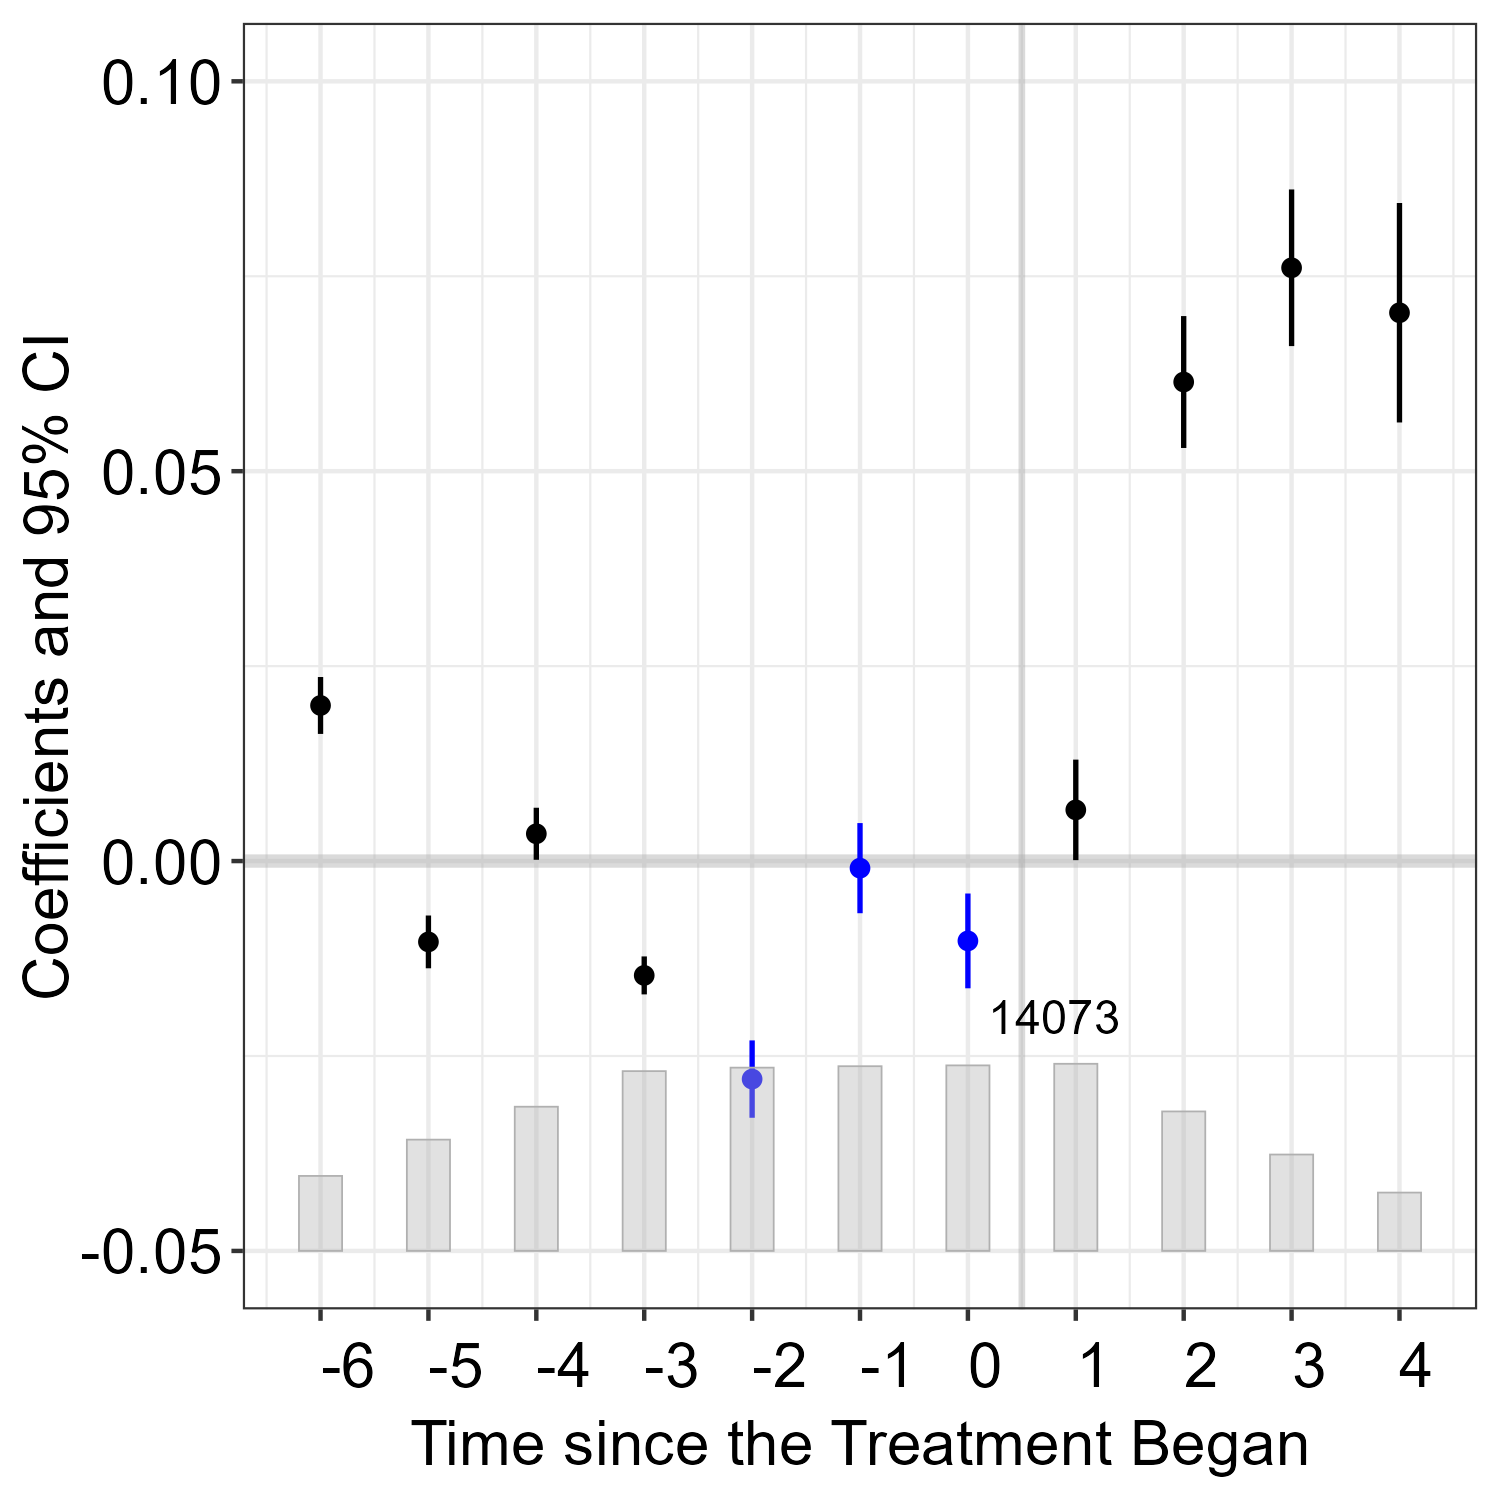 Coefficients and 95% CI
0.10
0.05
0.00
-0.05
14073
-6 -5 -4 -3 -2 -1 0 1 2 3 4
Time since the Treatment Began